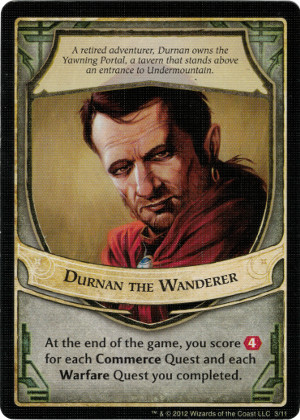 A retired adventurer, Durnan owns the
Yawning Portal, a tavern that stands above
an entrance to Undermountain.
DURNAN THE WANDERER
At the end of the game, you score 4
for each Commerce Quest and each
Warfare Quest you completed.
™ & © 2012 Wizards of the Coast LLC 3/11